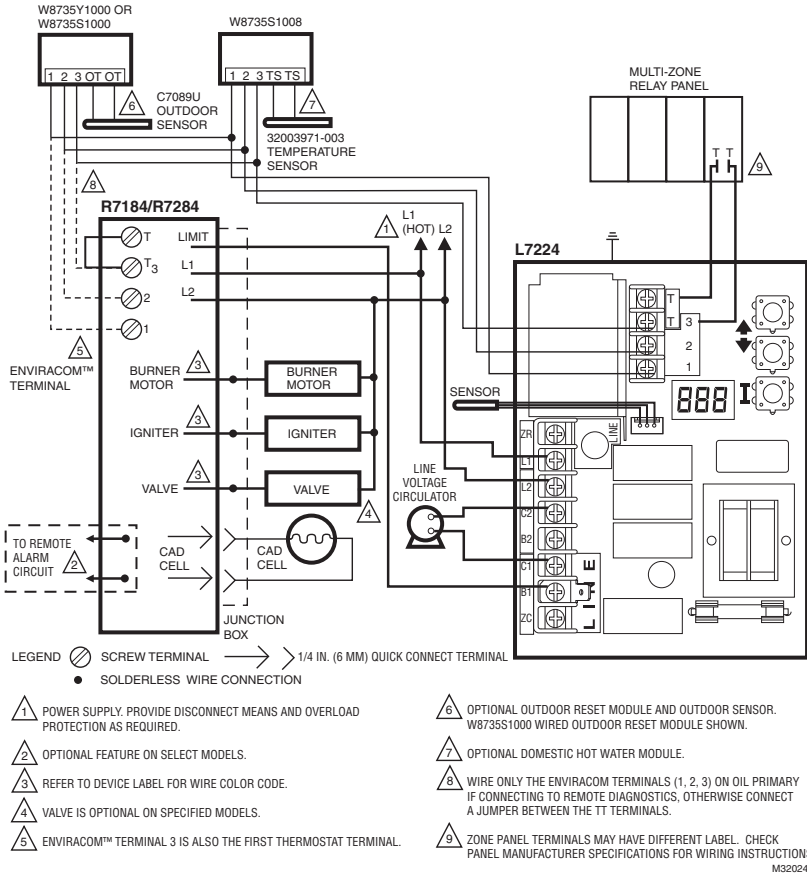 W8735Y1000 OR
W8735S1000
1 2 3 OT OT
6
C7089U
OUTDOOR
SENSOR
W8735S1008
1 2 3 TS TS
7
32003971-003
TEMPERATURE
SENSOR
MULTI-ZONE
RELAY PANEL
T T
9
8
R7184/R7284
T
T3
2
1
LIMIT
L1
L2
1
L1
(HOT) L2
L7224
T
T 3
2
1
5
ENVIRACOM™
TERMINAL
BURNER
MOTOR
3
BURNER
MOTOR
IGNITER
3
IGNITER
VALVE
3
VALVE
4
SENSOR
LINE
VOLTAGE
CIRCULATOR
LINE
ZR
L1
L2
C2
B2
C1
B1
ZC
LINE
TO REMOTE
ALARM
CIRCUIT
2
CAD
CELL
CAD
CELL
JUNCTION
BOX
LEGEND SCREW TERMINAL 1/4 IN. (6 MM) QUICK CONNECT TERMINAL
SOLDERLESS WIRE CONNECTION
1 POWER SUPPLY. PROVIDE DISCONNECT MEANS AND OVERLOAD
PROTECTION AS REQUIRED.
2 OPTIONAL FEATURE ON SELECT MODELS.
3 REFER TO DEVICE LABEL FOR WIRE COLOR CODE.
4 VALVE IS OPTIONAL ON SPECIFIED MODELS.
5 ENVIRACOM™ TERMINAL 3 IS ALSO THE FIRST THERMOSTAT TERMINAL.
6 OPTIONAL OUTDOOR RESET MODULE AND OUTDOOR SENSOR.
W8735S1000 WIRED OUTDOOR RESET MODULE SHOWN.
7 OPTIONAL DOMESTIC HOT WATER MODULE.
8 WIRE ONLY THE ENVIRACOM TERMINALS (1, 2, 3) ON OIL PRIMARY
IF CONNECTING TO REMOTE DIAGNOSTICS, OTHERWISE CONNECT
A JUMPER BETWEEN THE TT TERMINALS.
9 ZONE PANEL TERMINALS MAY HAVE DIFFERENT LABEL. CHECK
PANEL MANUFACTURER SPECIFICATIONS FOR WIRING INSTRUCTION
M32024